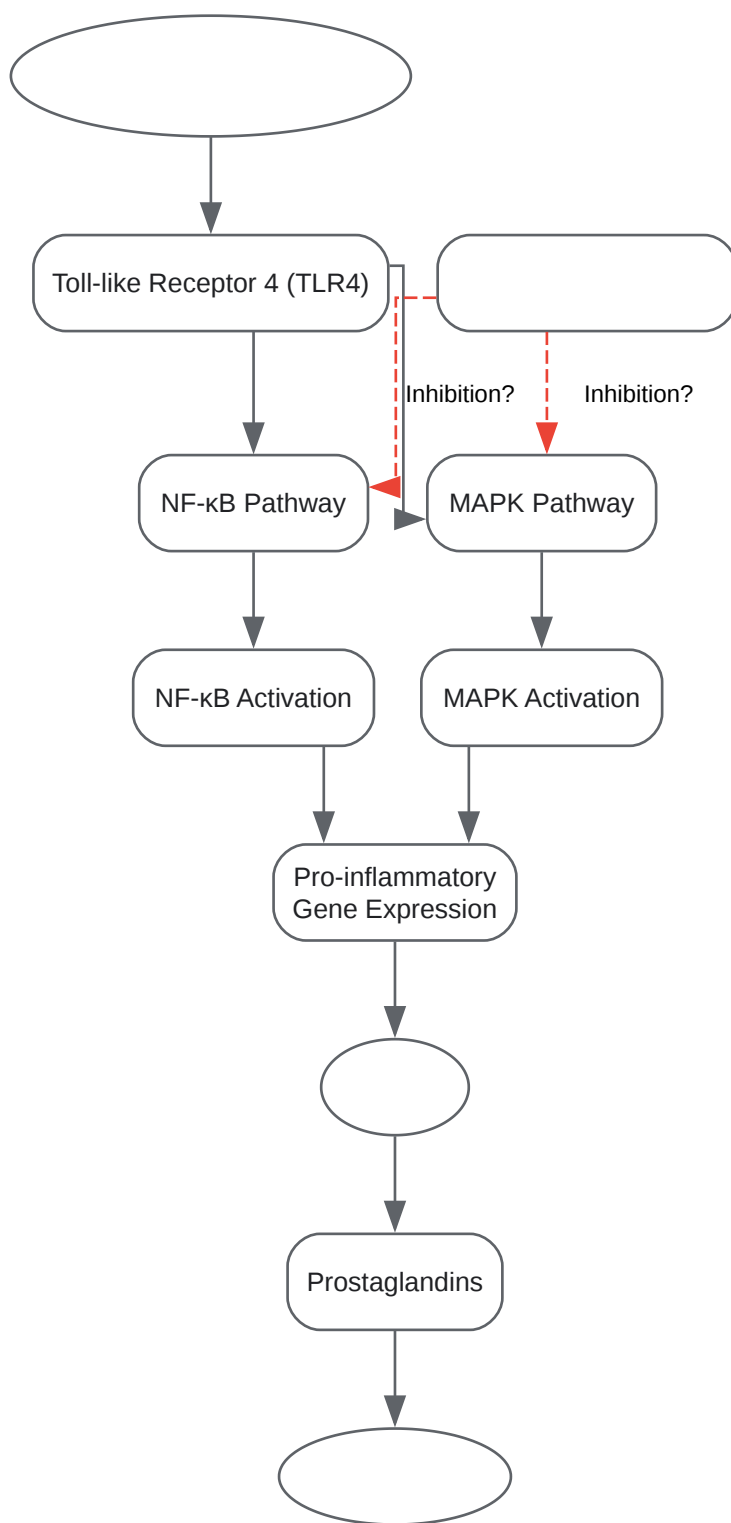 Toll-like Receptor 4 (TLR4)
Inhibition?
Inhibition?
NF-κB Pathway
MAPK Pathway
NF-κB Activation
MAPK Activation
Pro-inflammatory
Gene Expression
Prostaglandins